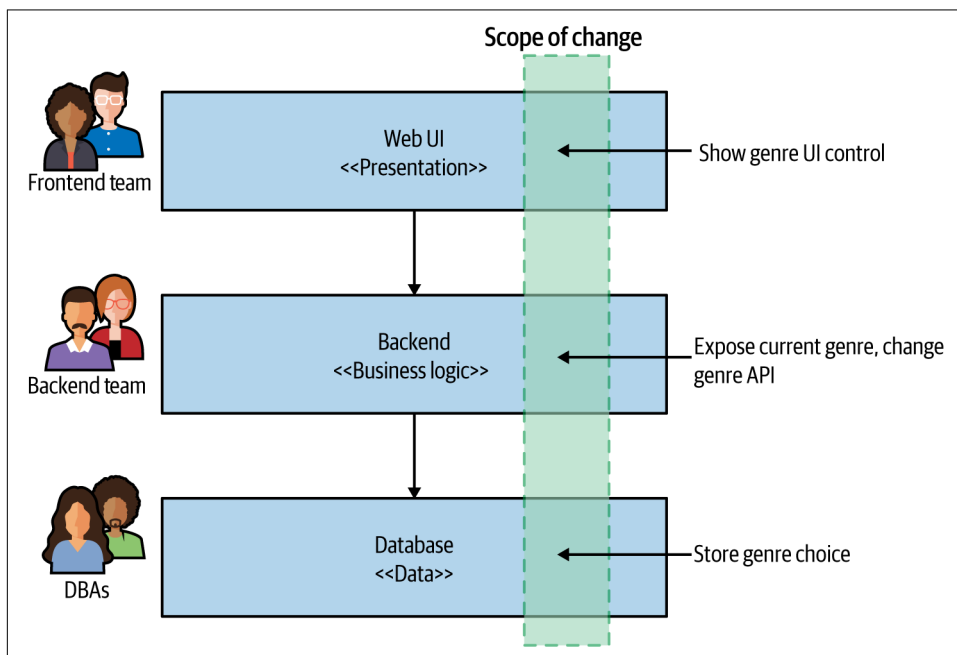 Scope of change
Web UI
<<Presentation>>
Show genre UI control
Frontend team
Backend
<<Business logic>>
Expose current genre, change
genre API
Backend team
Database
<<Data>>
Store genre choice
DBAs